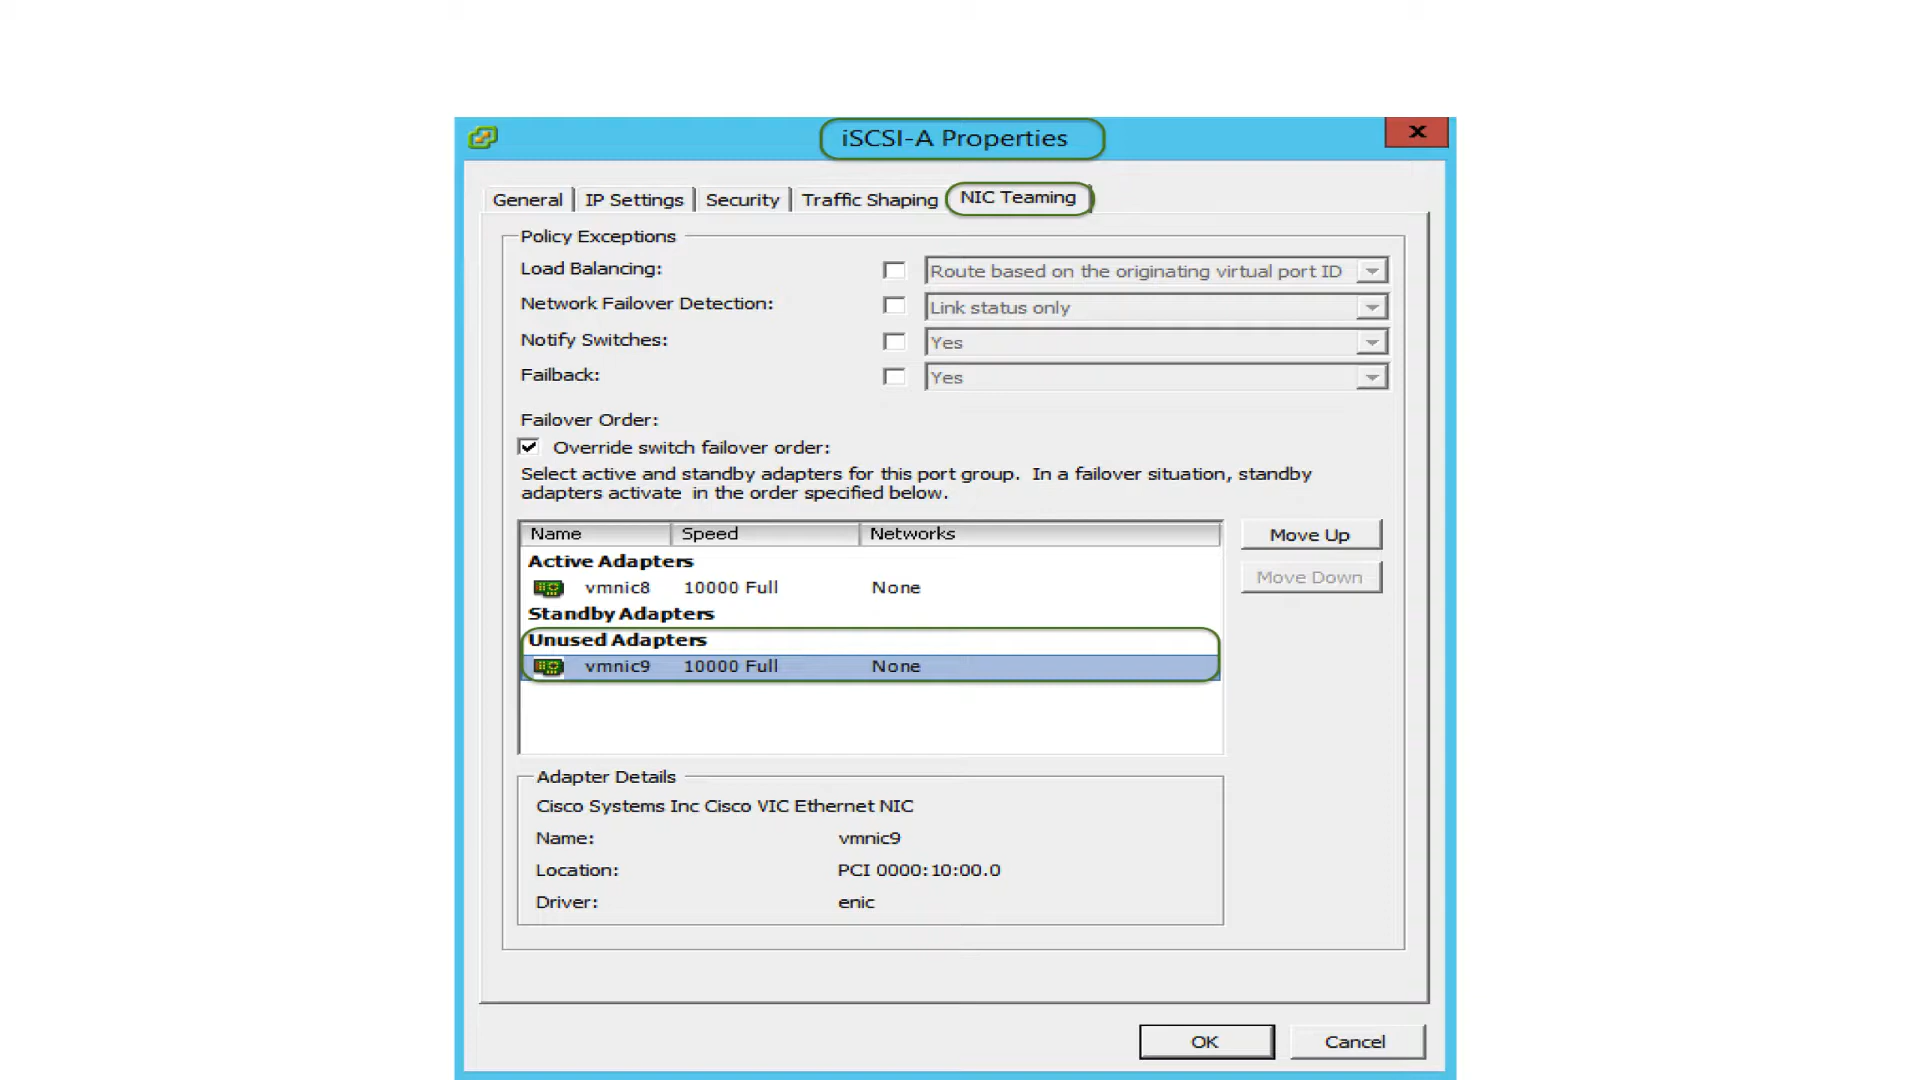 iSCSI-A Properties
x
General IP Settings Security Traffic Shaping NIC Teaming
Policy Exceptions
Load Balancing: Route based on the originating virtual port ID
Network Failover Detection: Link status only
Notify Switches: Yes
Failback: Yes
Failover Order:
Override switch failover order:
Select active and standby adapters for this port group. In a failover situation, standby
adapters activate in the order specified below.
Name Speed Networks
Move Up
Active Adapters
vmnic8 10000 Full None
Move Down
Standby Adapters
Unused Adapters
vmnic9 10000 Full None
Adapter Details
Cisco Systems Inc Cisco VIC Ethernet NIC
Name: vmnic9
Location: PCI 0000:10:00.0
Driver: enic
OK Cancel